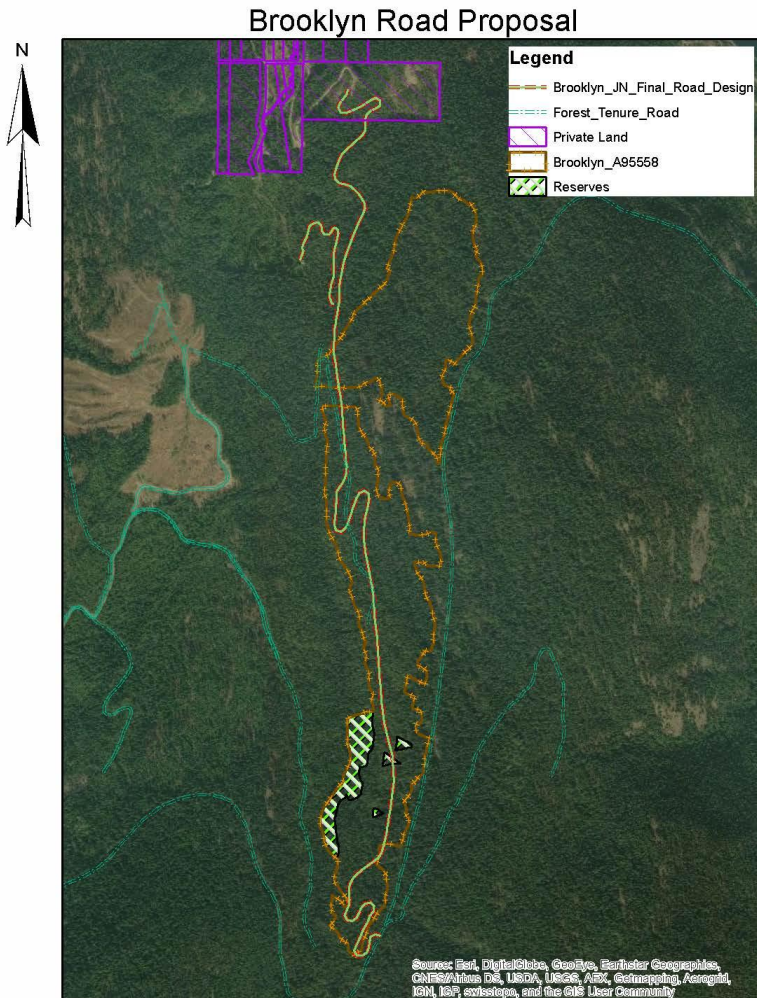 Brooklyn Road Proposal
N
Legend
Brooklyn_JN_Final_Road_Design
Forest_Tenure_Road
Private Land
Brooklyn_A95558
Reserves
Source: Esri, DigitalGlobe, GeoEye, Earthstar Geographics,
CNES/Airbus DS, USDA, USGS, AEX, Getmapping, Aerogrid,
IGN, IGP, swisstopo, and the GIS User Community